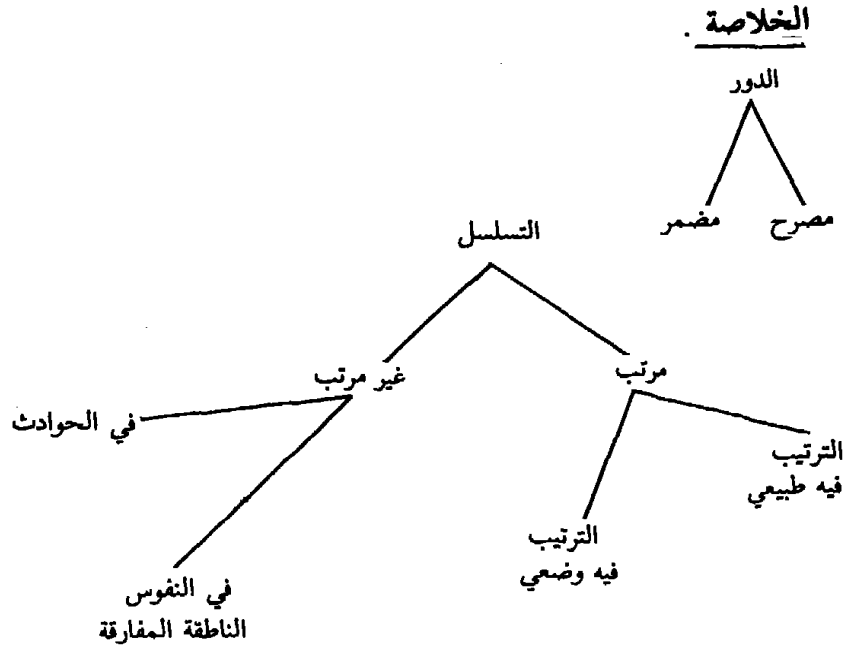 الخلاصة .
الدور
مصرح
مضمر
التسلسل
مرتب
غير مرتب
الترتيب
فيه طبيعي
الترتيب
فيه وضعي
في الحوادث
في النفوس
الناطقة المفارقة